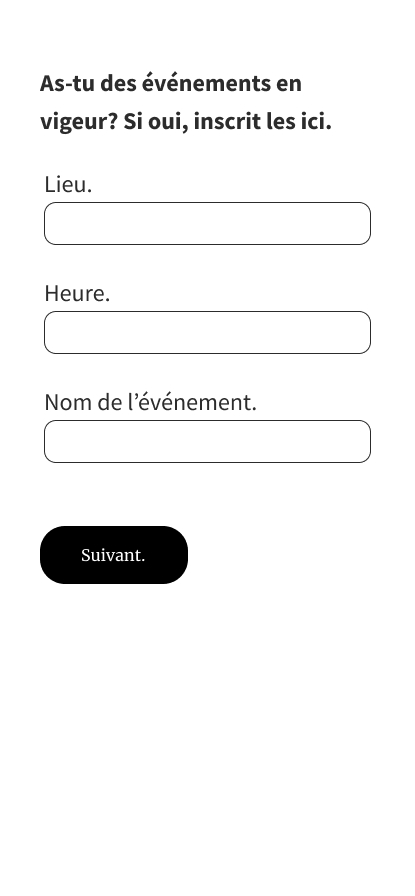 As-tu des événements en
vigeur? Si oui, inscrit les ici.
Lieu.
Heure.
Nom de l’événement.
Suivant.